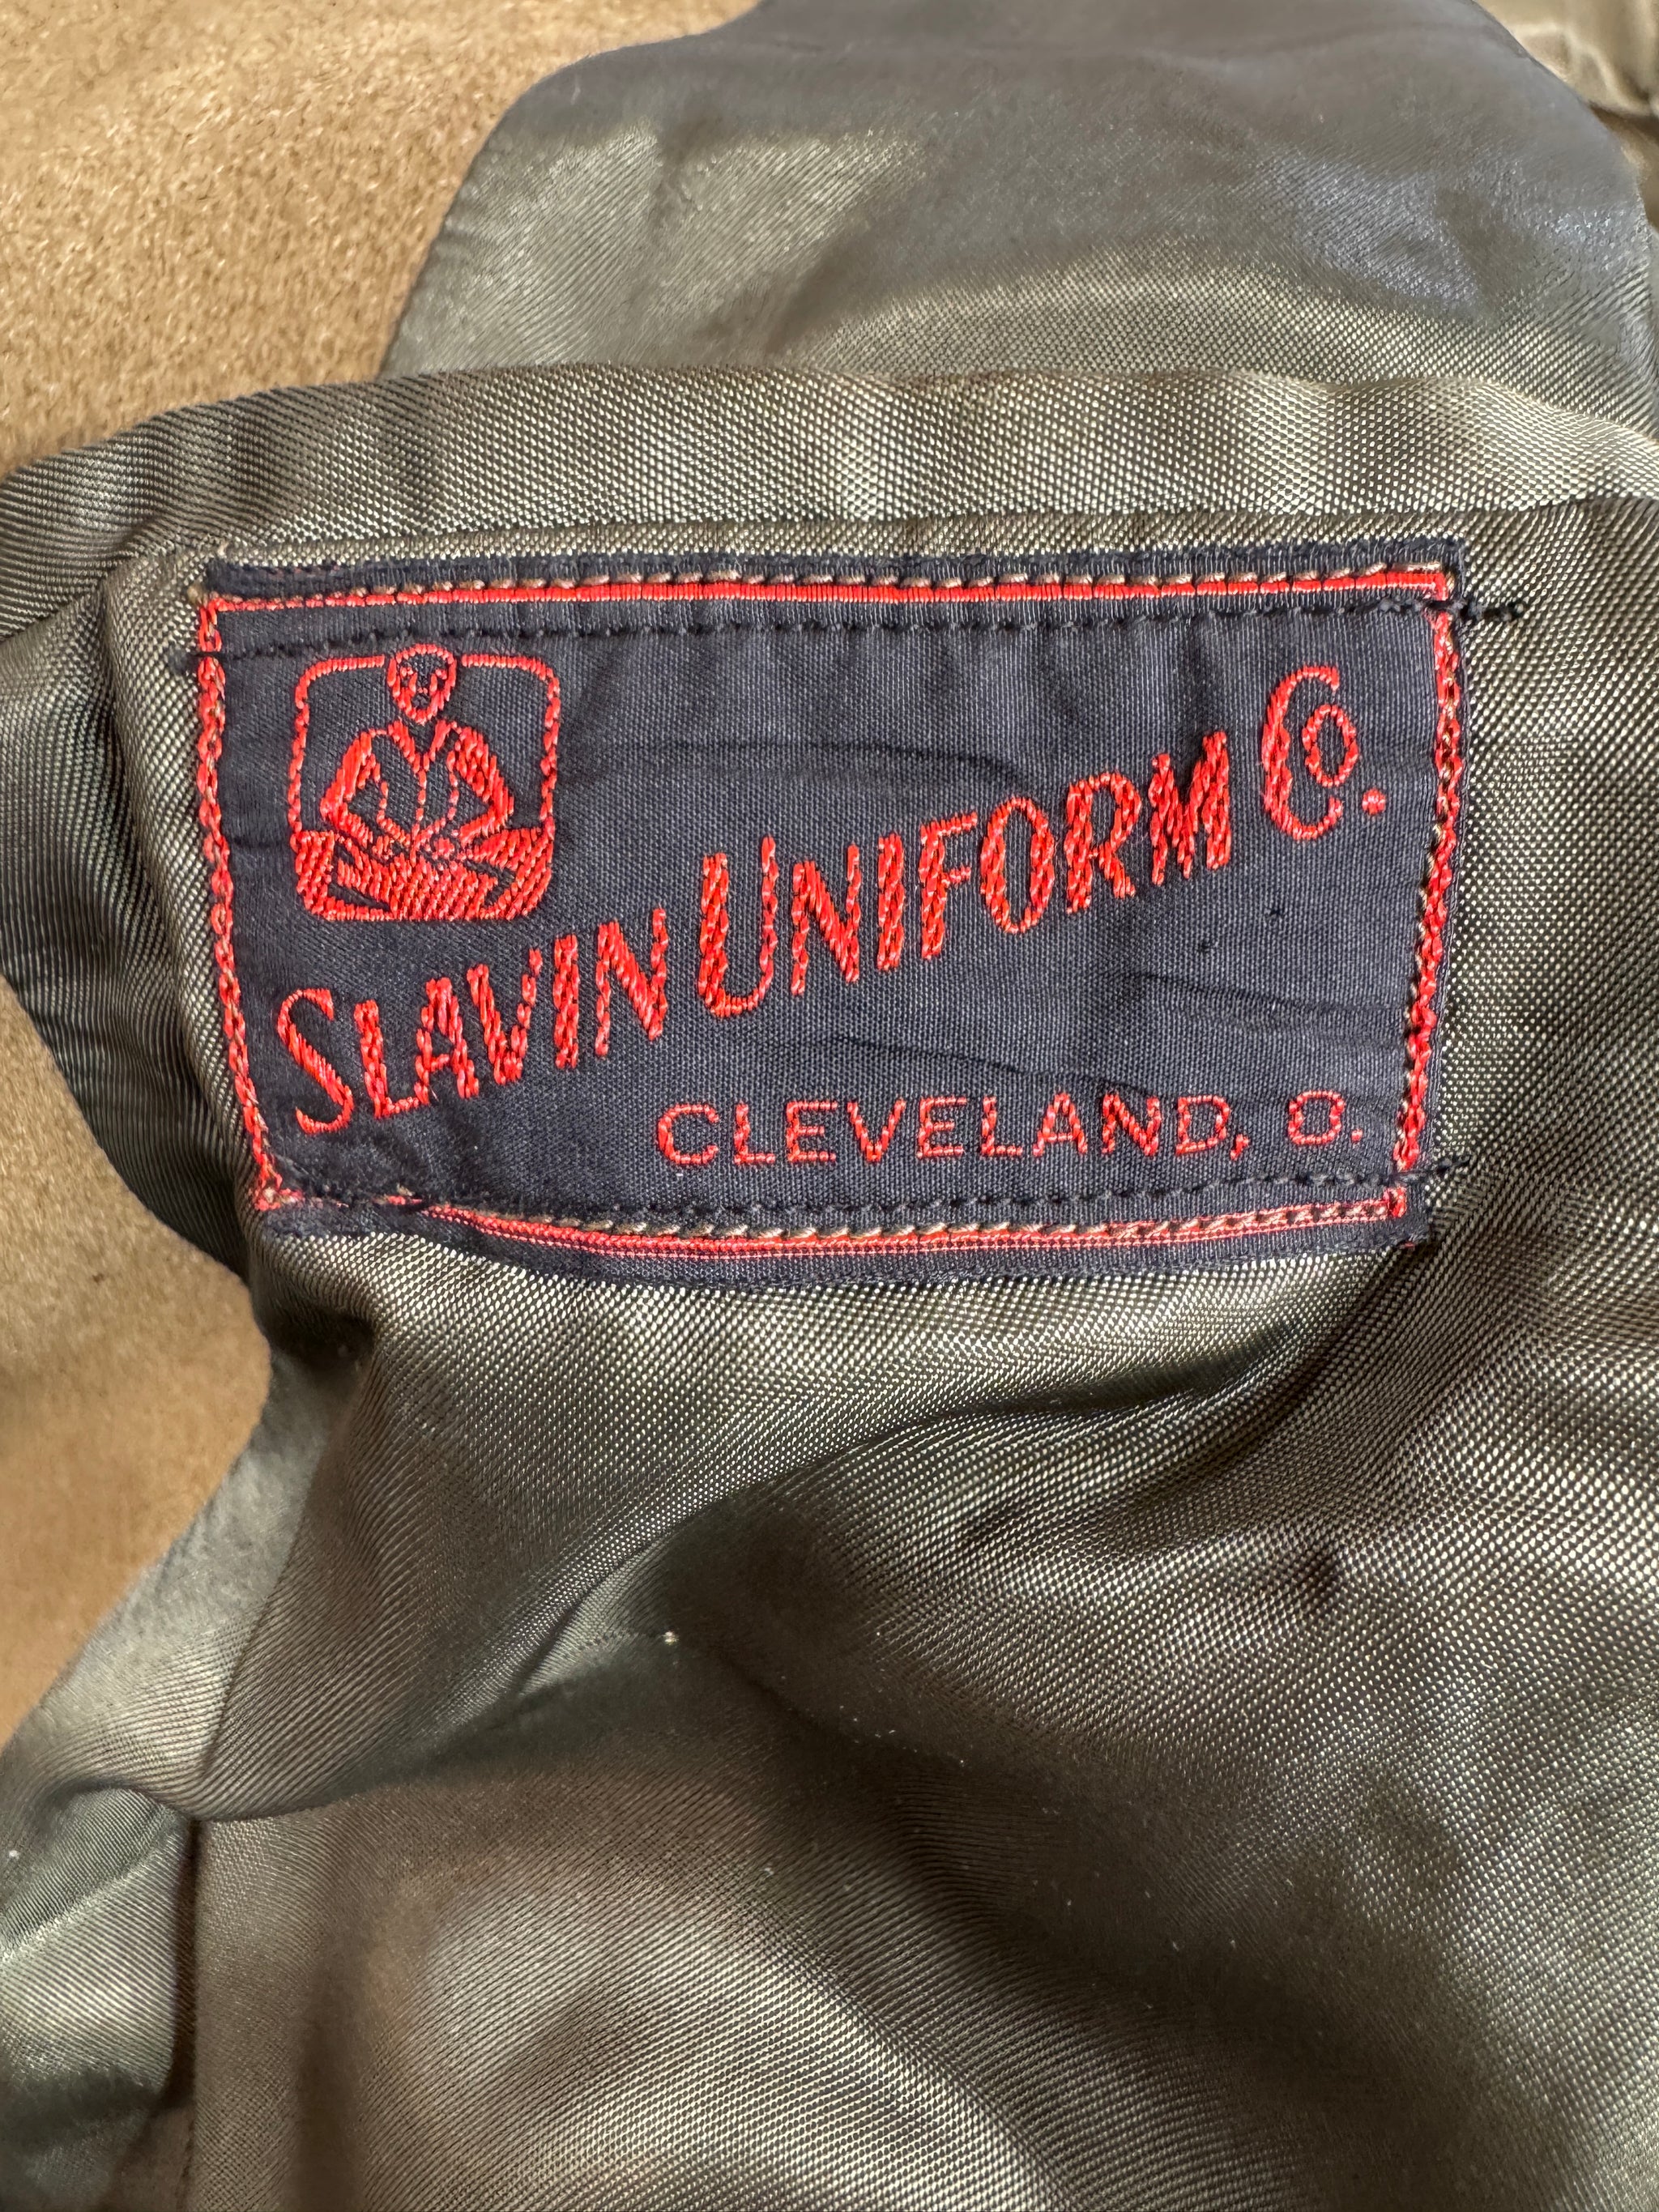 SLAVIN UNIFORM Co.
CLEVELAND, O.